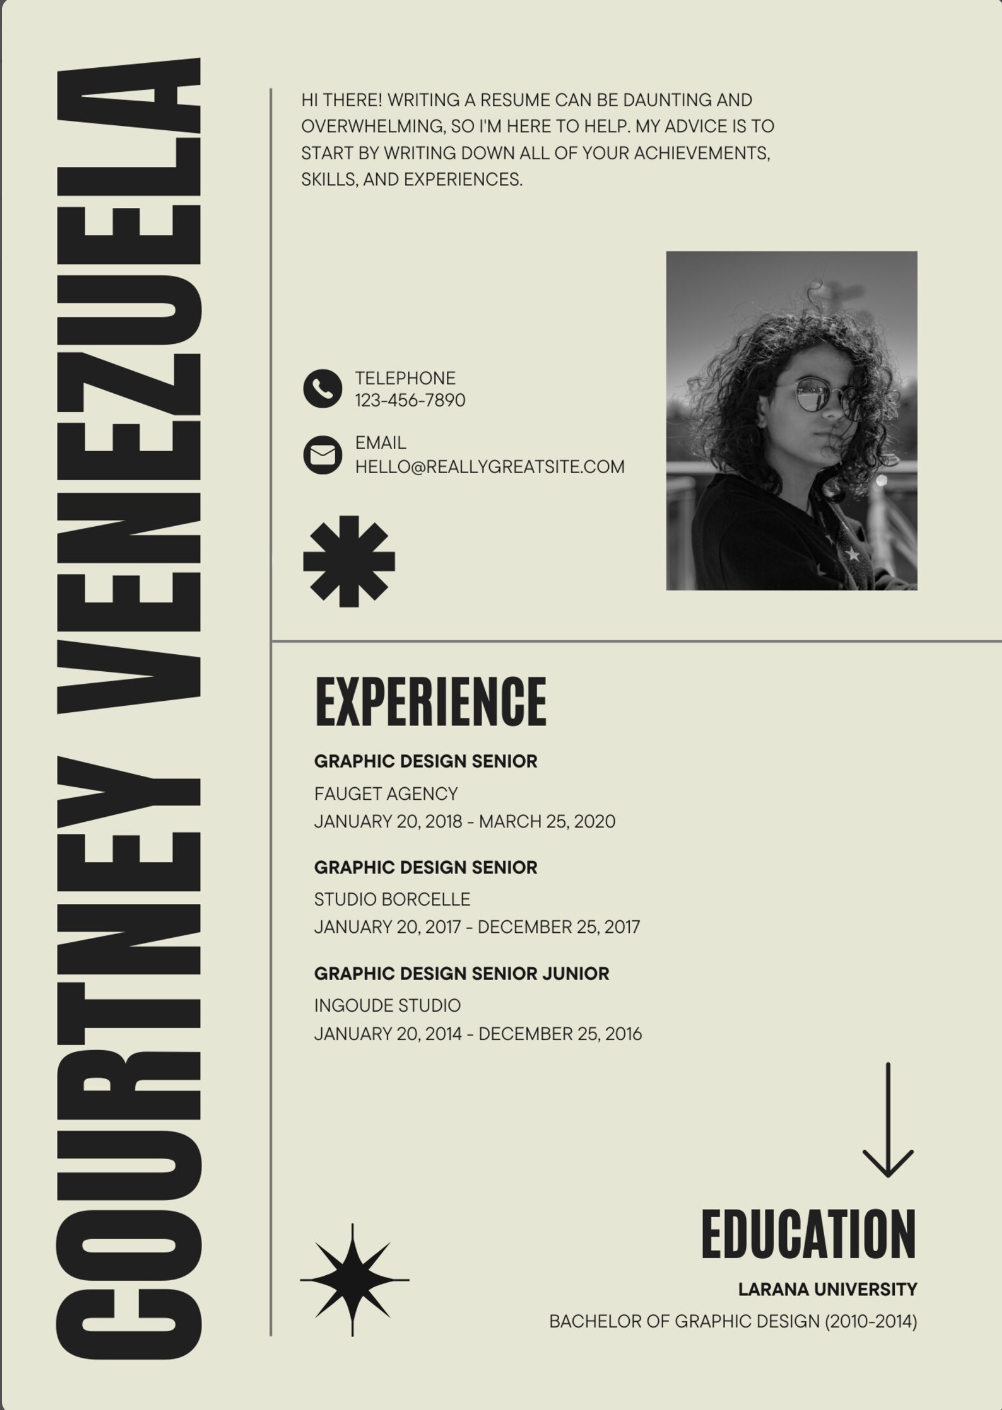 COURTNEY VENEZUELA
HI THERE! WRITING A RESUME CAN BE DAUNTING AND
OVERWHELMING, SO I'M HERE TO HELP. MY ADVICE IS TO
START BY WRITING DOWN ALL OF YOUR ACHIEVEMENTS,
SKILLS, AND EXPERIENCES.
TELEPHONE
123-456-7890
EMAIL
HELLO@REALLYGREATSITE.COM
EXPERIENCE
GRAPHIC DESIGN SENIOR
FAUGET AGENCY
JANUARY 20, 2018 - MARCH 25, 2020
GRAPHIC DESIGN SENIOR
STUDIO BORCELLE
JANUARY 20, 2017 - DECEMBER 25, 2017
GRAPHIC DESIGN SENIOR JUNIOR
INGOUDE STUDIO
JANUARY 20, 2014 - DECEMBER 25, 2016
EDUCATION
LARANA UNIVERSITY
BACHELOR OF GRAPHIC DESIGN (2010-2014)